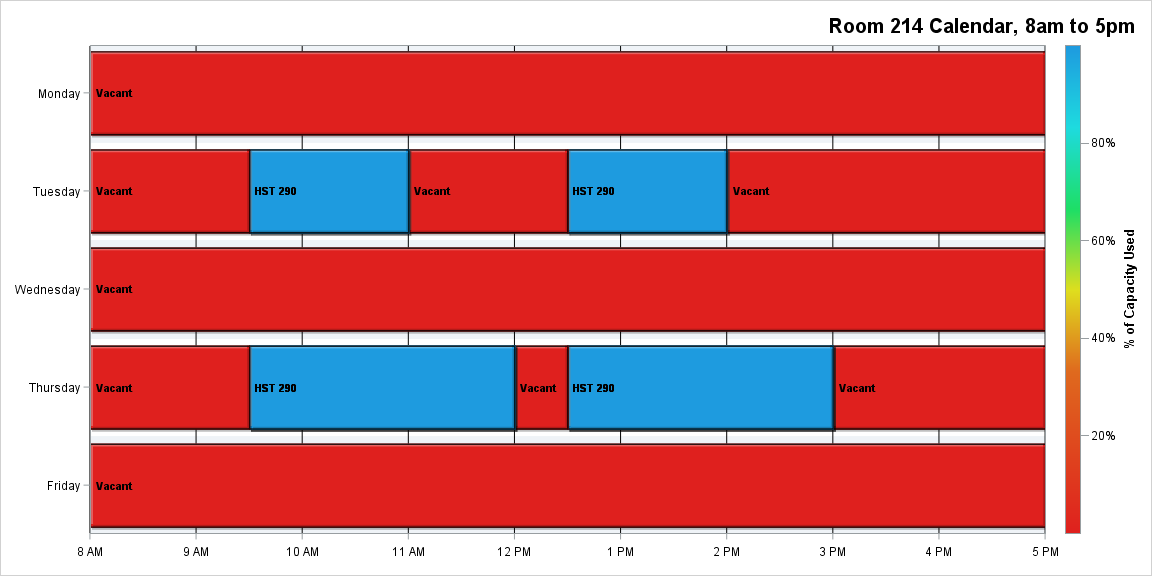 Room 214 Calendar, 8am to 5pm
Monday
Vacant
Tuesday
Vacant HST 290 Vacant HST 290 Vacant
Wednesday
Vacant
Thursday
Vacant HST 290 Vacant HST 290 Vacant
Friday
Vacant
8 AM 9 AM 10 AM 11 AM 12 PM 1 PM 2 PM 3 PM 4 PM 5 PM
80%
60%
40%
20%
% of Capacity Used